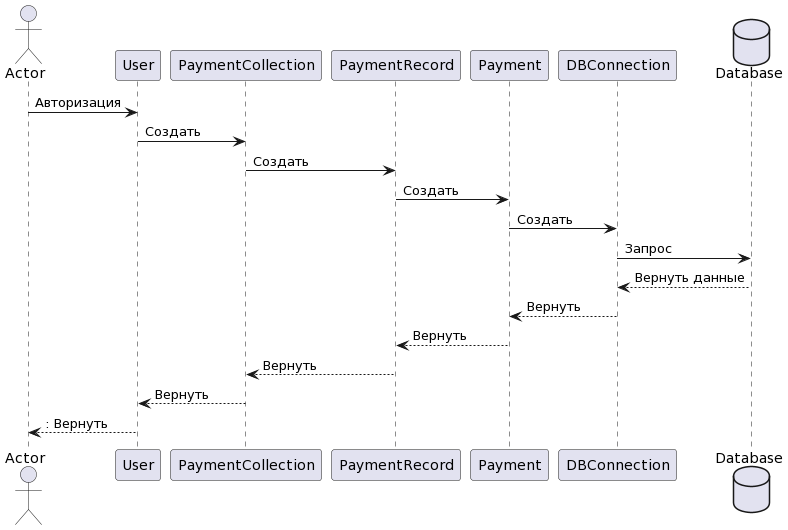 Actor User PaymentCollection PaymentRecord Payment DBConnection Database
Авторизация
Создать
Создать
Создать
Создать
Запрос
Вернуть данные
Вернуть
Вернуть
Вернуть
Вернуть
: Вернуть
Actor User PaymentCollection PaymentRecord Payment DBConnection Database